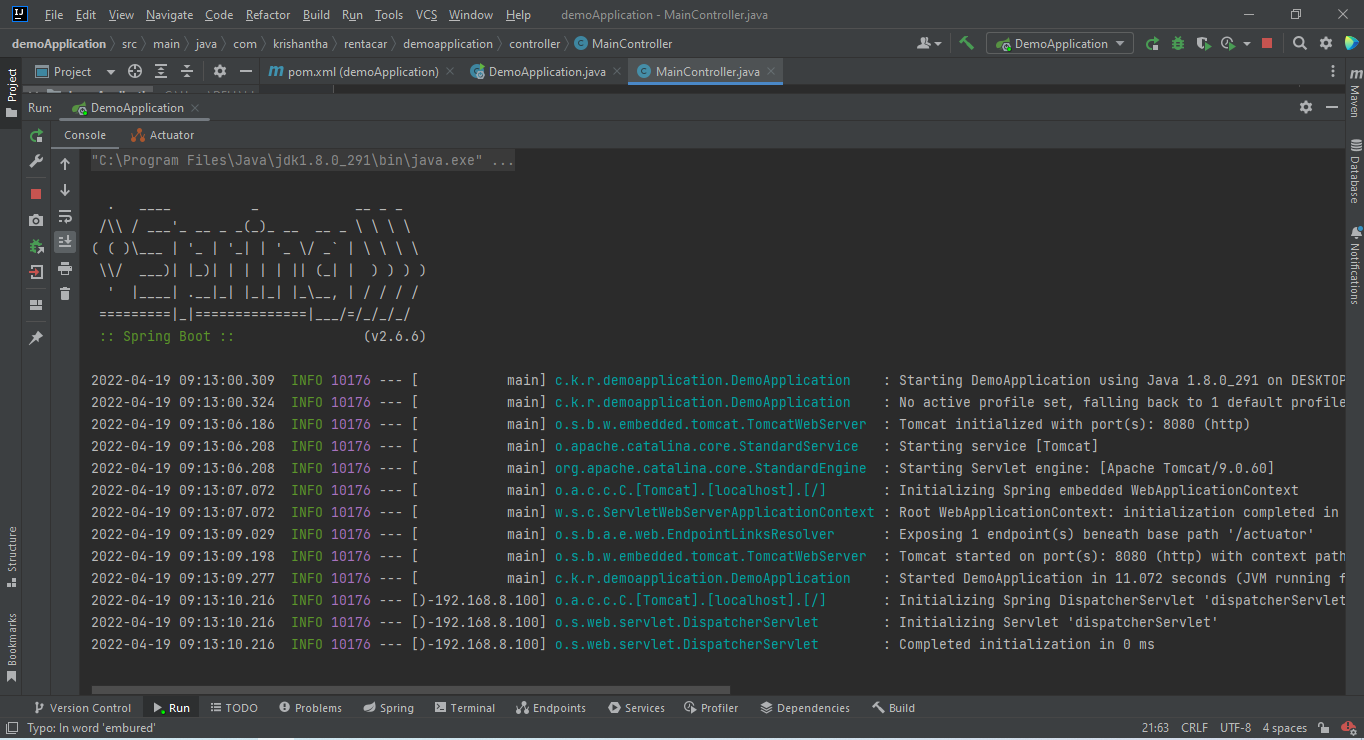 File Edit View Navigate Code Refactor Build Run Tools VCS Window Help demoApplication - MainController.java
demoApplication src main java com krishantha rentacar demoapplication controller MainController DemoApplication
Project pom.xml (demoApplication) DemoApplication.java MainController.java
Run: DemoApplication
Console Actuator
"C:\Program Files\Java\jdk1.8.0_291\bin\java.exe" ...
  .   ____          _            __ _ _
 /\\ / ___'_ __ _ _(_)_ __  __ _ \ \ \ \
( ( )\___ | '_ | '_| | '_ \/ _` | \ \ \ \
 \\/  ___)| |_)| | | | | || (_| |  ) ) ) )
  '  |____| .__|_| |_|_| |_\__, | / / / /
 =========|_|==============|___/=/_/_/_/
 :: Spring Boot ::                (v2.6.6)
2022-04-19 09:13:00.309  INFO 10176 --- [           main] c.k.r.demoapplication.DemoApplication    : Starting DemoApplication using Java 1.8.0_291 on DESKTOP
2022-04-19 09:13:00.324  INFO 10176 --- [           main] c.k.r.demoapplication.DemoApplication    : No active profile set, falling back to 1 default profile
2022-04-19 09:13:06.186  INFO 10176 --- [           main] o.s.b.w.embedded.tomcat.TomcatWebServer  : Tomcat initialized with port(s): 8080 (http)
2022-04-19 09:13:06.208  INFO 10176 --- [           main] o.apache.catalina.core.StandardService   : Starting service [Tomcat]
2022-04-19 09:13:06.208  INFO 10176 --- [           main] org.apache.catalina.core.StandardEngine  : Starting Servlet engine: [Apache Tomcat/9.0.60]
2022-04-19 09:13:07.072  INFO 10176 --- [           main] o.a.c.c.C.[Tomcat].[localhost].[/]       : Initializing Spring embedded WebApplicationContext
2022-04-19 09:13:07.072  INFO 10176 --- [           main] w.s.c.ServletWebServerApplicationContext : Root WebApplicationContext: initialization completed in
2022-04-19 09:13:09.029  INFO 10176 --- [           main] o.s.b.a.e.web.EndpointLinksResolver      : Exposing 1 endpoint(s) beneath base path '/actuator'
2022-04-19 09:13:09.198  INFO 10176 --- [           main] o.s.b.w.embedded.tomcat.TomcatWebServer  : Tomcat started on port(s): 8080 (http) with context path
2022-04-19 09:13:09.277  INFO 10176 --- [           main] c.k.r.demoapplication.DemoApplication    : Started DemoApplication in 11.072 seconds (JVM running f
2022-04-19 09:13:10.216  INFO 10176 --- [)-192.168.8.100] o.a.c.c.C.[Tomcat].[localhost].[/]       : Initializing Spring DispatcherServlet 'dispatcherServlet
2022-04-19 09:13:10.216  INFO 10176 --- [)-192.168.8.100] o.s.web.servlet.DispatcherServlet        : Initializing Servlet 'dispatcherServlet'
2022-04-19 09:13:10.216  INFO 10176 --- [)-192.168.8.100] o.s.web.servlet.DispatcherServlet        : Completed initialization in 0 ms
Project
Structure
Bookmarks
Maven
Database
Notifications
Version Control Run TODO Problems Spring Terminal Endpoints Services Profiler Dependencies Build
Typo: In word 'embured' 21:63 CRLF UTF-8 4 spaces